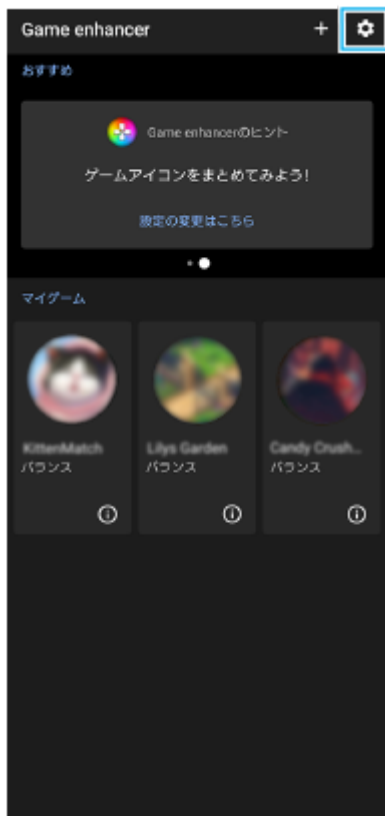 Game enhancer
おすすめ
Game enhancerのヒント
ゲームアイコンをまとめてみよう!
設定の変更はこちら
マイゲーム
KittenMatch
Lilys Garden
Candy Crush...
バランス
バランス
バランス